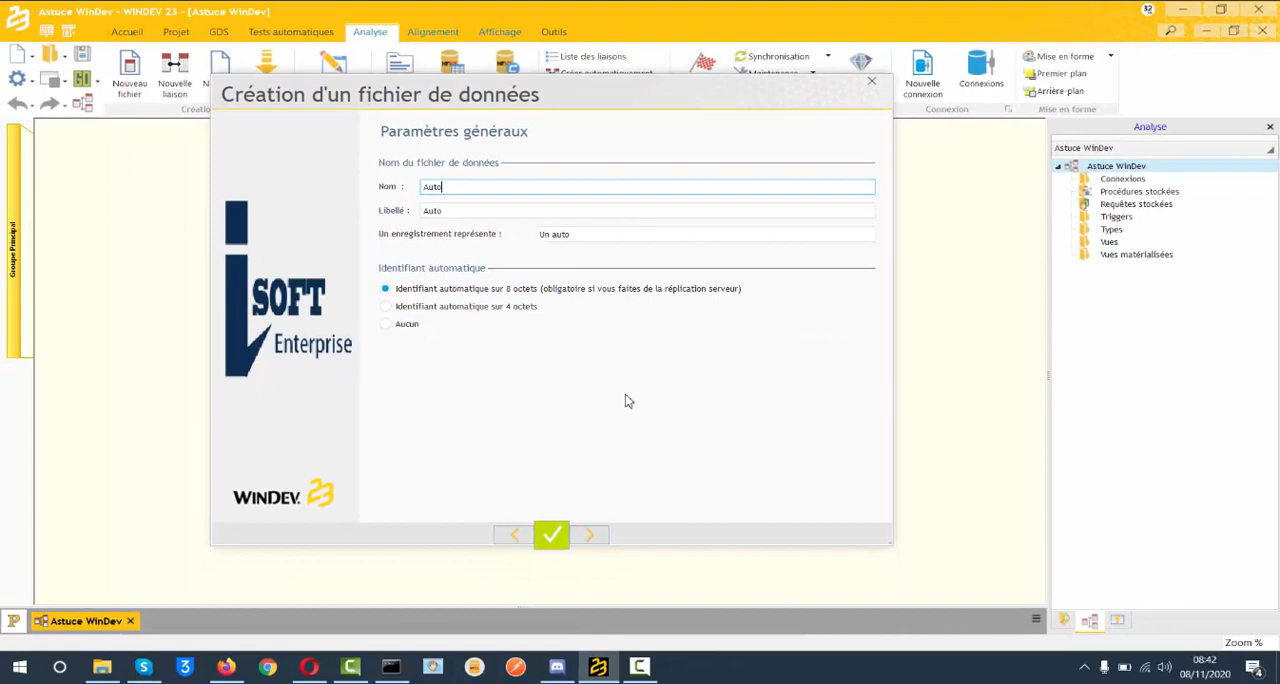 Astuce WinDev - WINDEV 23 - [Astuce WinDev]
32
Accueil Projet GDS Tests automatiques Analyse Alignement Affichage Outils
Nouveau fichier
Nouvelle liaison
Liste des liaisons
Synchronisation
Nouvelle connexion
Connexions
Mise en forme
Premier plan
Arrière-plan
Connexion
Mise en forme
Création d'un fichier de données
Paramètres généraux
Nom du fichier de données
Nom : Auto
Libellé : Auto
Un enregistrement représente : Un auto
Identifiant automatique
Identifiant automatique sur 8 octets (obligatoire si vous faites de la réplication serveur)
Identifiant automatique sur 4 octets
Aucun
iSOFT
Enterprise
WINDEV. 23
Groupe Principal
Analyse
Astuce WinDev
Astuce WinDev
Connexions
Procédures stockées
Requêtes stockées
Triggers
Types
Vues
Vues matérialisées
Astuce WinDev
Zoom %
08:42
08/11/2020
4